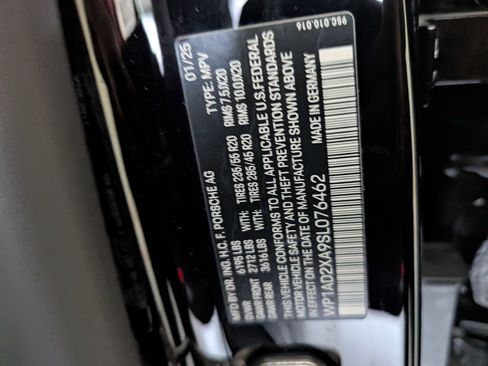 9SC.010.016
MFD BY DR. ING. H.C. F. PORSCHE AG 01/25
GVWR 6106 LBS TYPE: MPV
GAWR FRONT 2712 LBS WITH: TIRES 235/55 R20 RIMS 7.5JX20
GAWR REAR 3616 LBS WITH: TIRES 285/45 R20 RIMS 10.0JX20
THIS VEHICLE CONFORMS TO ALL APPLICABLE U.S. FEDERAL
MOTOR VEHICLE SAFETY AND THEFT PREVENTION STANDARDS
IN EFFECT ON THE DATE OF MANUFACTURE SHOWN ABOVE
WP1AD2XA9SL076462 MADE IN GERMANY